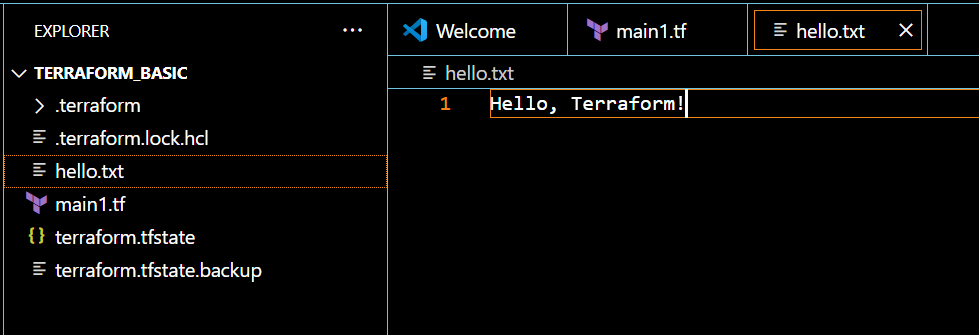 EXPLORER ...
TERRAFORM_BASIC
.terraform
.terraform.lock.hcl
hello.txt
main1.tf
{} terraform.tfstate
terraform.tfstate.backup
Welcome main1.tf hello.txt
hello.txt
1 Hello, Terraform!